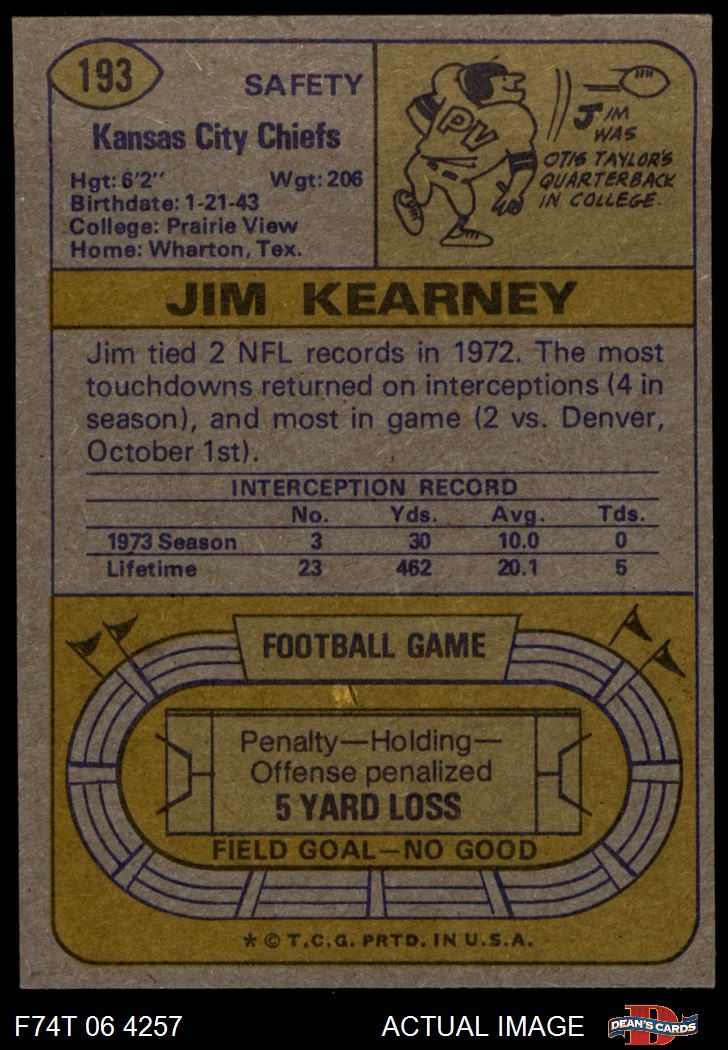 193
SAFETY
Kansas City Chiefs
Hgt: 6'2" Wgt: 206
Birthdate: 1-21-43
College: Prairie View
Home: Wharton, Tex.
PV
JIM
WAS
OTIS TAYLOR'S
QUARTERBACK
IN COLLEGE.
JIM KEARNEY
Jim tied 2 NFL records in 1972. The most
touchdowns returned on interceptions (4 in
season), and most in game (2 vs. Denver,
October 1st).
INTERCEPTION RECORD
No. Yds. Avg. Tds.
1973 Season 3 30 10.0 0
Lifetime 23 462 20.1 5
FOOTBALL GAME
Penalty—Holding—
Offense penalized
5 YARD LOSS
FIELD GOAL—NO GOOD
* © T.C.G. PRTD. IN U.S.A.
F74T 06 4257 ACTUAL IMAGE
D
DEAN'S CARDS